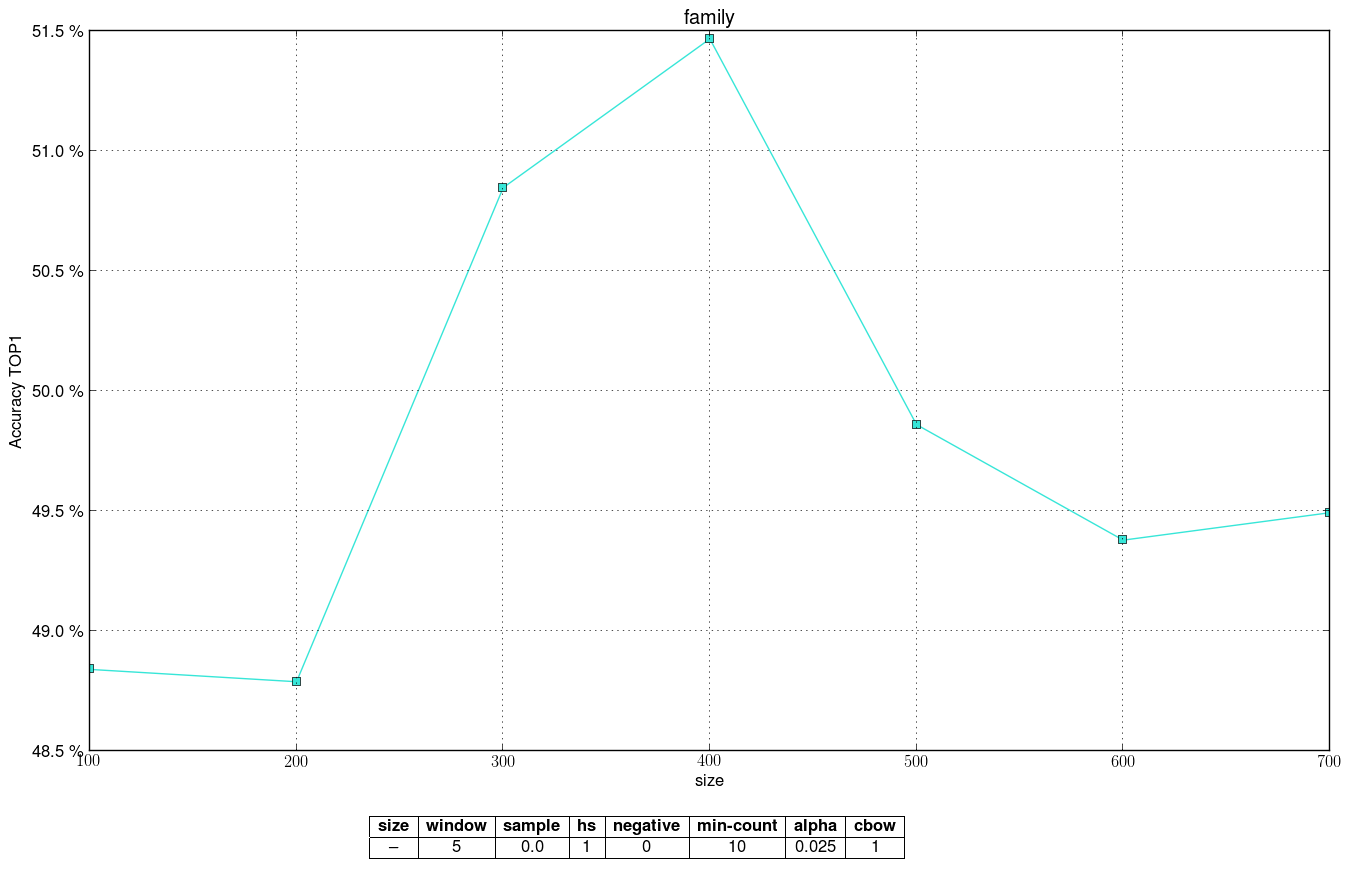 family
51.5 %
51.0 %
50.5 %
50.0 %
49.5 %
49.0 %
48.5 %
Accuracy TOP1
100 200 300 400 500 600 700
size
size window sample hs negative min-count alpha cbow
– 5 0.0 1 0 10 0.025 1